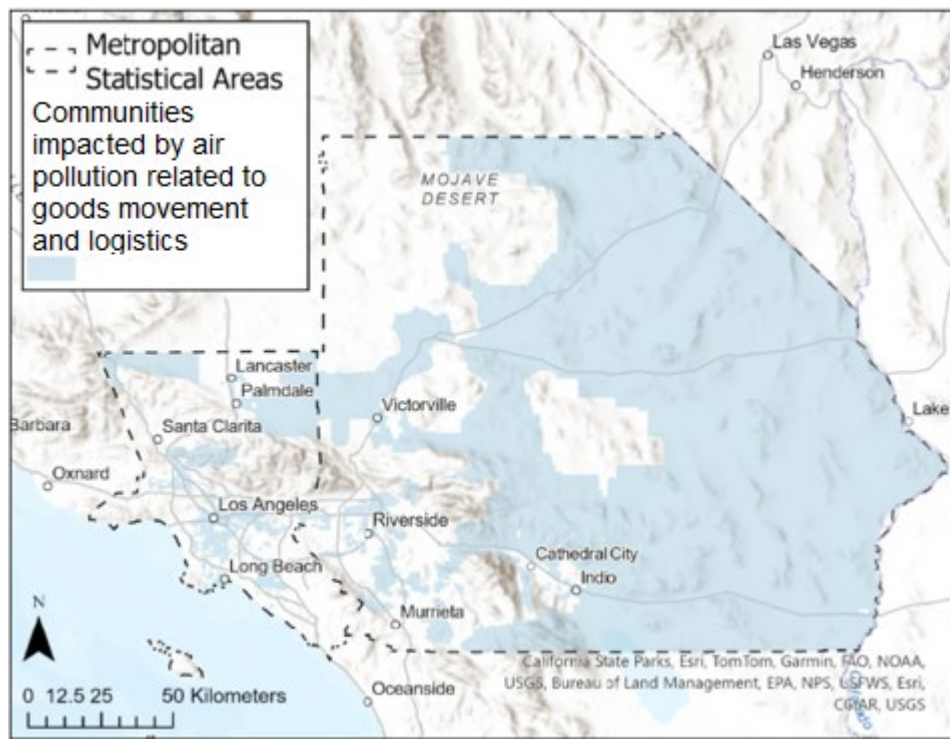 Metropolitan
Statistical Areas
Communities
impacted by air
pollution related to
goods movement
and logistics
Las Vegas
Henderson
MOJAVE
DESERT
Lancaster
Palmdale
Victorville
Barbara
Santa Clarita
Lake
Oxnard
Los Angeles
Riverside
Long Beach
Cathedral City
Indio
Murrieta
N
Oceanside
0 12.5 25 50 Kilometers
California State Parks, Esri, TomTom, Garmin, FAO, NOAA,
USGS, Bureau of Land Management, EPA, NPS, USFWS, Esri,
CGIAR, USGS